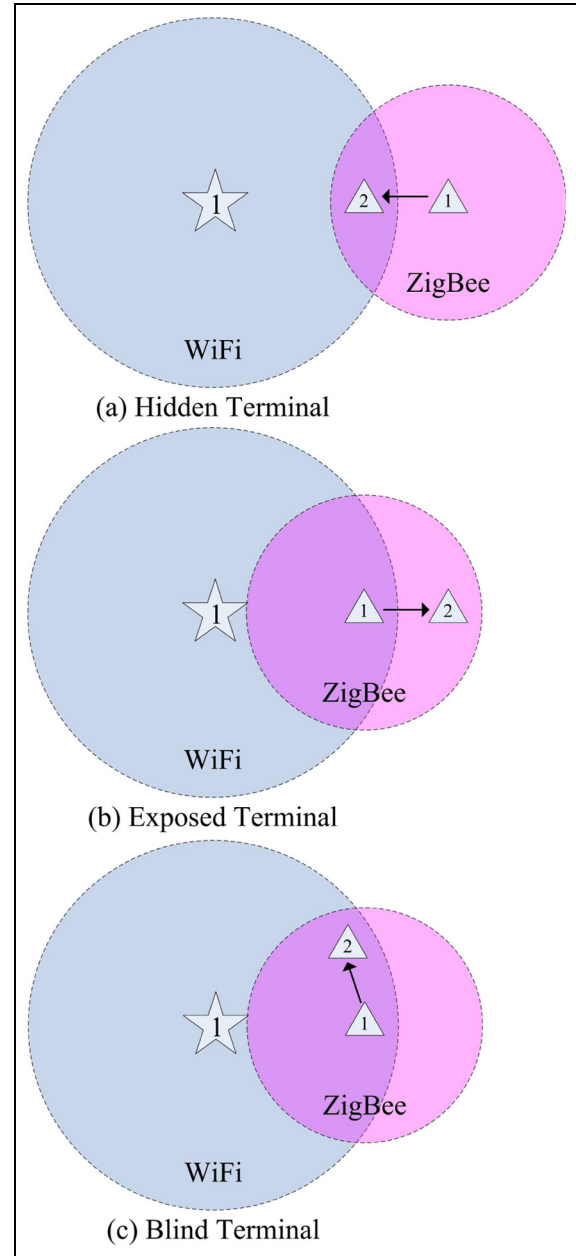 1
2
1
ZigBee
WiFi
(a) Hidden Terminal
1
1
2
ZigBee
WiFi
(b) Exposed Terminal
2
1
1
ZigBee
WiFi
(c) Blind Terminal